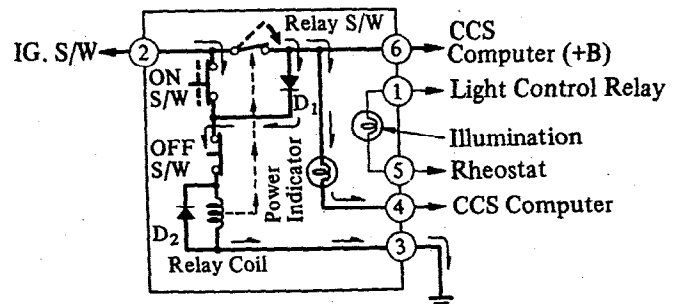 Relay S/W
IG. S/W
2
6
CCS
Computer (+B)
ON
S/W
D1
1
Light Control Relay
Illumination
OFF
S/W
Power
Indicator
5
Rheostat
4
CCS Computer
D2
3
Relay Coil